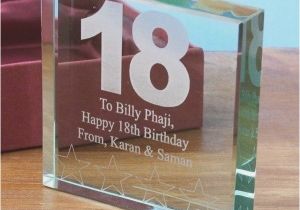 18
To Billy Phaji,
Happy 18th Birthday
From, Karan & Saman